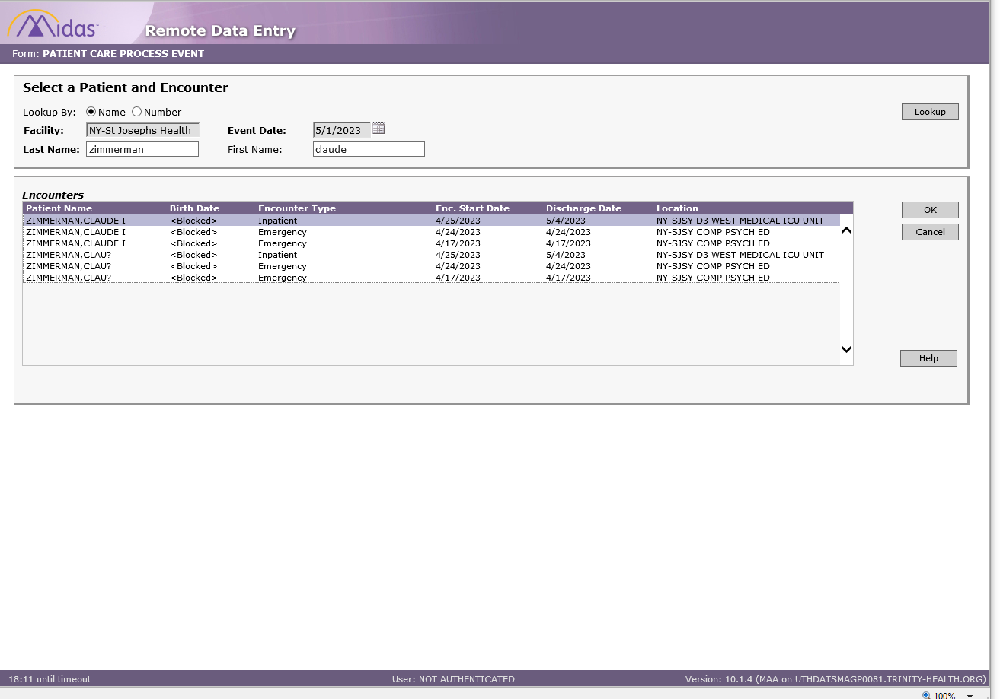 Midas™
Remote Data Entry
Form: PATIENT CARE PROCESS EVENT
Select a Patient and Encounter
Lookup By: Name Number
Lookup
Facility: NY-St Josephs Health Event Date: 5/1/2023
Last Name: zimmerman First Name: claude
Encounters
Patient Name Birth Date Encounter Type Enc. Start Date Discharge Date Location
OK
ZIMMERMAN,CLAUDE I <Blocked> Inpatient 4/25/2023 5/4/2023 NY-SJSY D3 WEST MEDICAL ICU UNIT
ZIMMERMAN,CLAUDE I <Blocked> Emergency 4/24/2023 4/24/2023 NY-SJSY COMP PSYCH ED
Cancel
ZIMMERMAN,CLAUDE I <Blocked> Emergency 4/17/2023 4/17/2023 NY-SJSY COMP PSYCH ED
ZIMMERMAN,CLAU? <Blocked> Inpatient 4/25/2023 5/4/2023 NY-SJSY D3 WEST MEDICAL ICU UNIT
ZIMMERMAN,CLAU? <Blocked> Emergency 4/24/2023 4/24/2023 NY-SJSY COMP PSYCH ED
ZIMMERMAN,CLAU? <Blocked> Emergency 4/17/2023 4/17/2023 NY-SJSY COMP PSYCH ED
Help
18:11 until timeout User: NOT AUTHENTICATED Version: 10.1.4 (MAA on UTHDATSMAGP0081.TRINITY-HEALTH.ORG)
100%